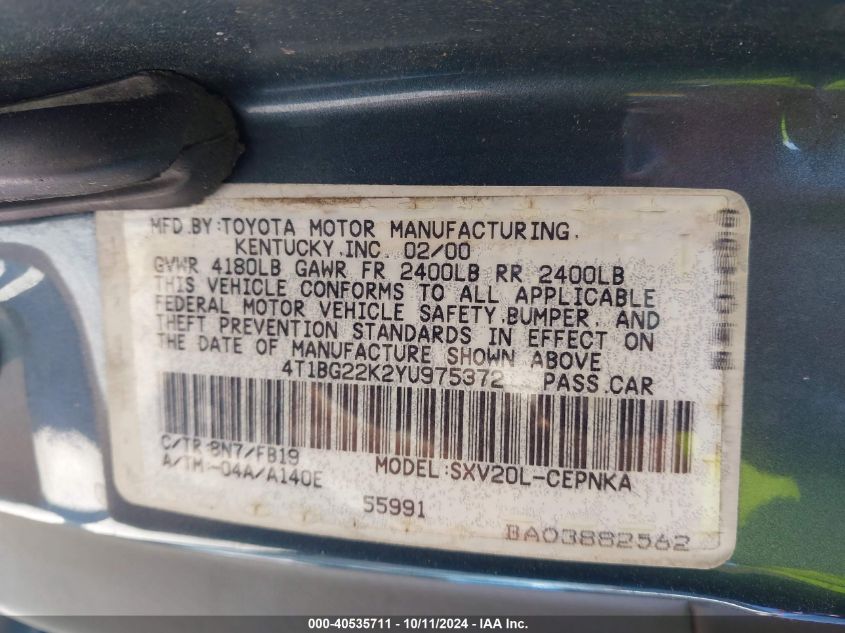 MFD.BY:TOYOTA MOTOR MANUFACTURING,
KENTUCKY,INC. 02/00
GVWR 4180LB GAWR FR 2400LB RR 2400LB
THIS VEHICLE CONFORMS TO ALL APPLICABLE
FEDERAL MOTOR VEHICLE SAFETY,BUMPER, AND
THEFT PREVENTION STANDARDS IN EFFECT ON
THE DATE OF MANUFACTURE SHOWN ABOVE
4T1BG22K2YU975372 PASS.CAR
C/TR:8N7/FB19
A/TM:-04A/A140E MODEL:SXV20L-CEPNKA
55991
BA03882562
000-40535711 - 10/11/2024 - IAA Inc.